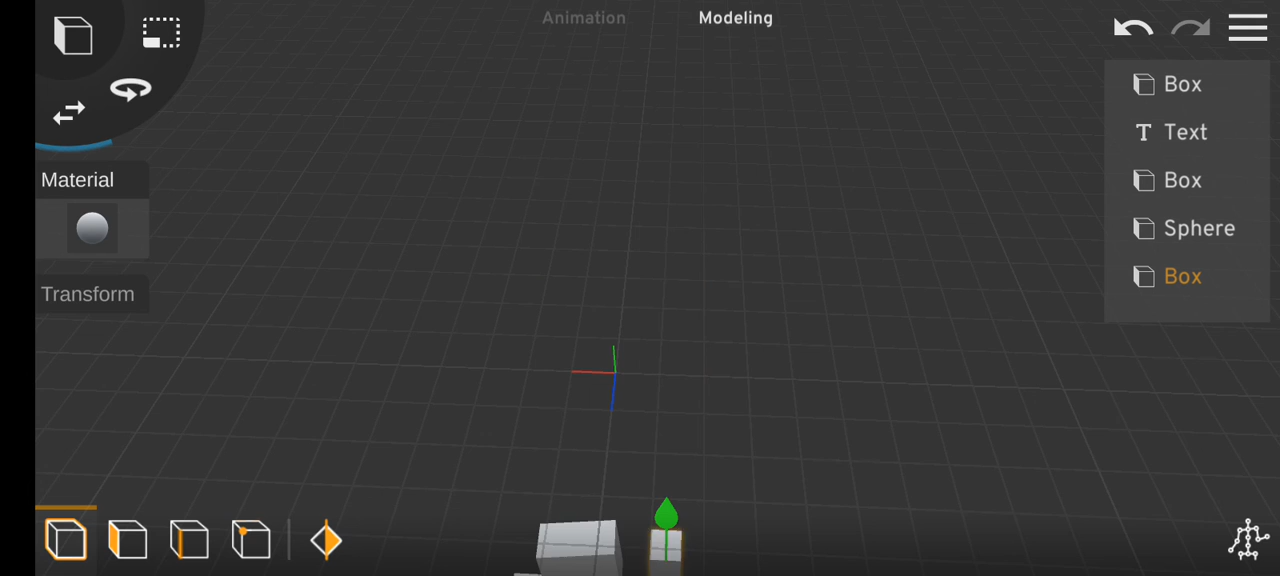 Animation
Modeling
Material
Transform
Box
Text
Box
Sphere
Box